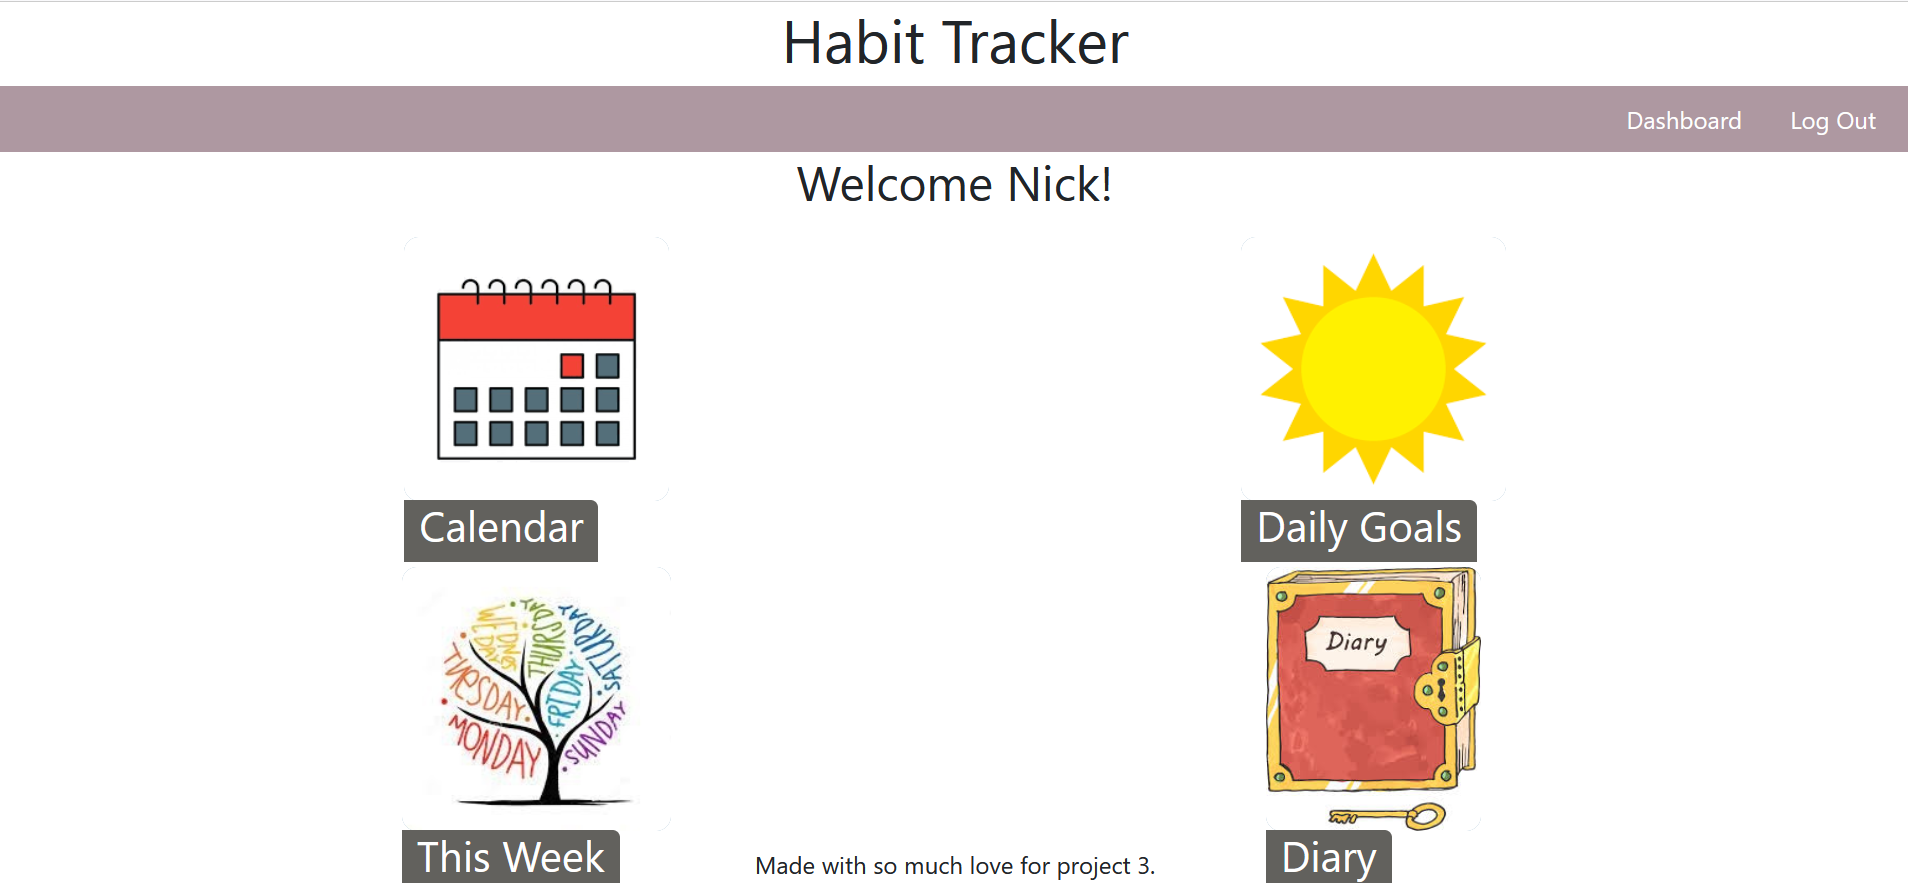 Habit Tracker
Dashboard Log Out
Welcome Nick!
Calendar
Daily Goals
MONDAY
TUESDAY
WEDNESDAY
THURSDAY
FRIDAY
SATURDAY
SUNDAY
Diary
This Week
Made with so much love for project 3.
Diary